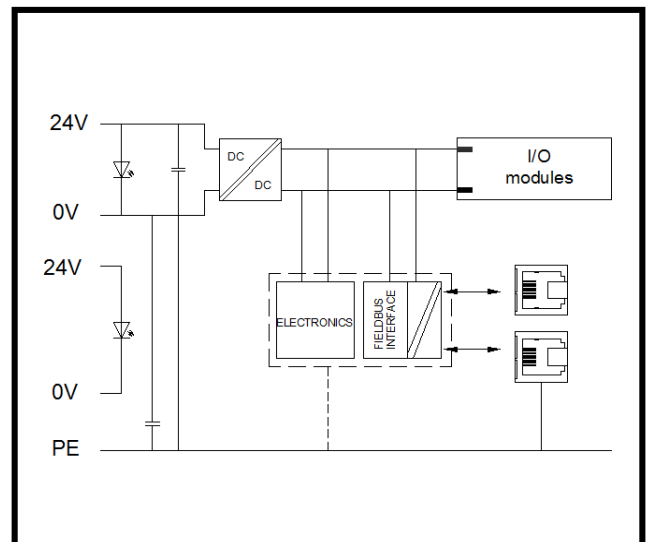 24V
DC
DC
I/O
modules
0V
24V
ELECTRONICS
FIELDBUS
INTERFACE
0V
PE